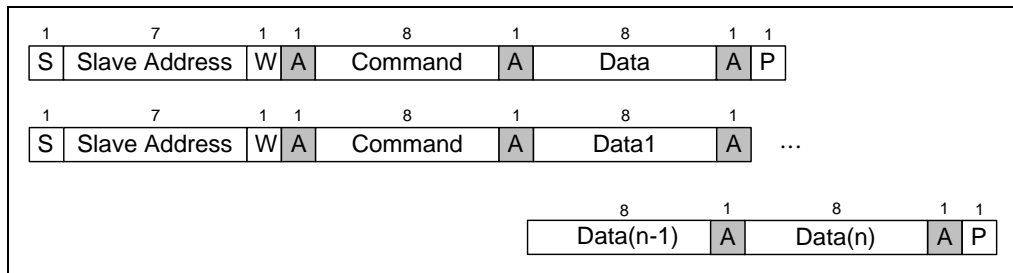 1 7 1 1 8 1 8 1 1
S Slave Address W A Command A Data A P
1 7 1 1 8 1 8 1
S Slave Address W A Command A Data1 A ...
8 1 8 1 1
Data(n-1) A Data(n) A P